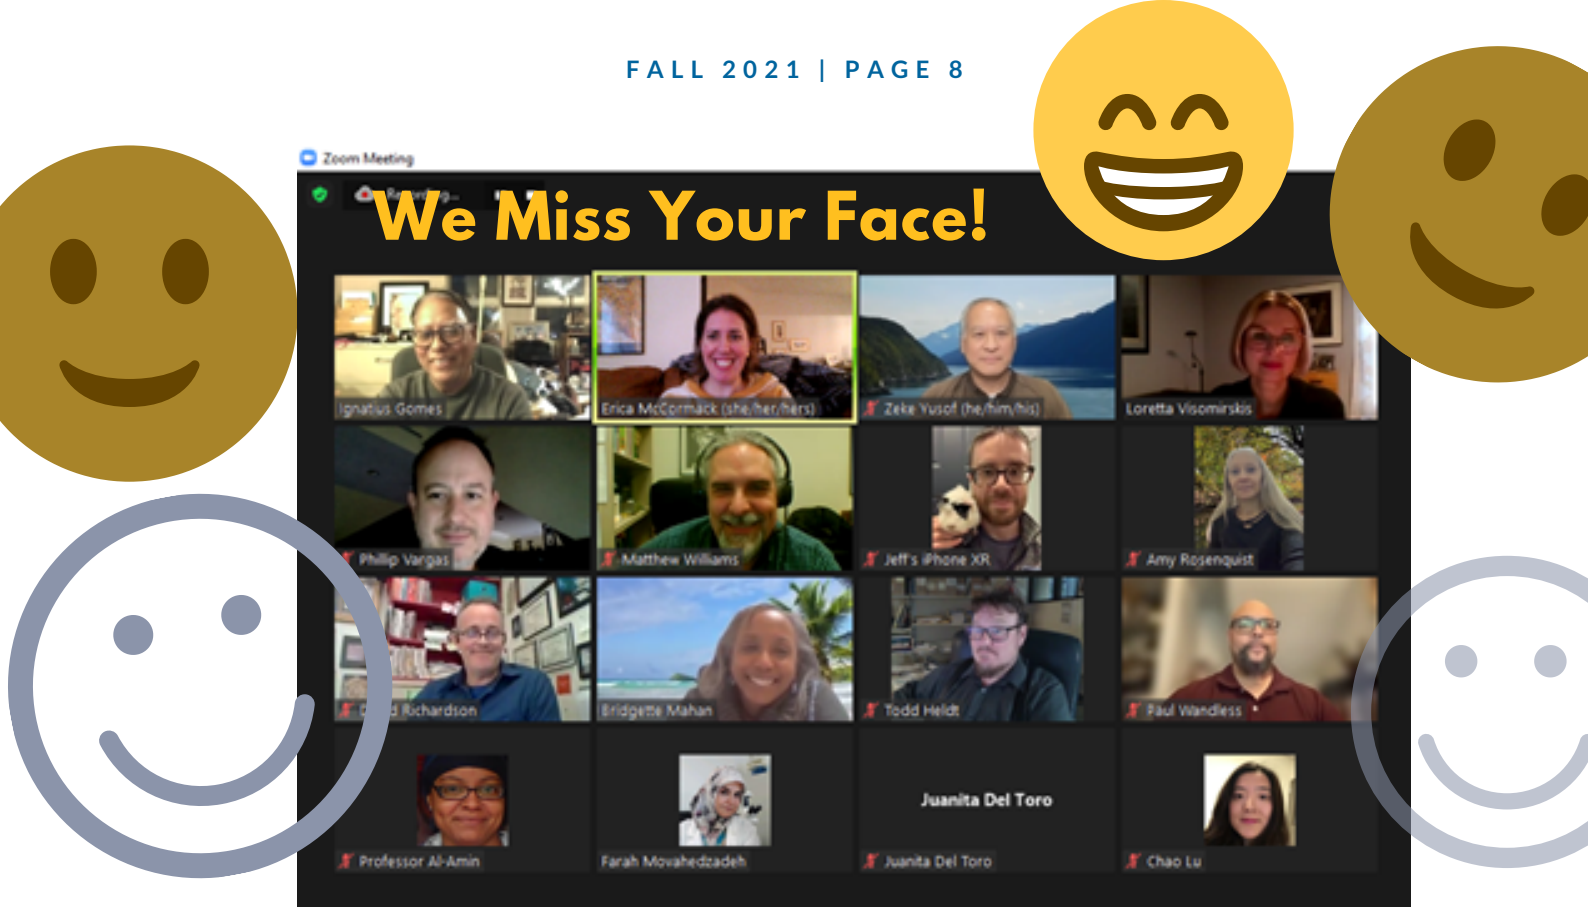 FALL 2021 | PAGE 8
Zoom Meeting
We Miss Your Face!
Ignatius Gomes
Erica McCormack (she/her/hers)
Zeke Yusof (he/him/his)
Loretta Visomirskis
Phillip Vargas
Matthew Williams
Jeff's iPhone XR
Amy Rosenquist
Richardson
Bridgette Mahan
Todd Heldt
Paul Wandless
Juanita Del Toro
Professor Al-Amin
Farah Movahedzadeh
Juanita Del Toro
Chao Lu